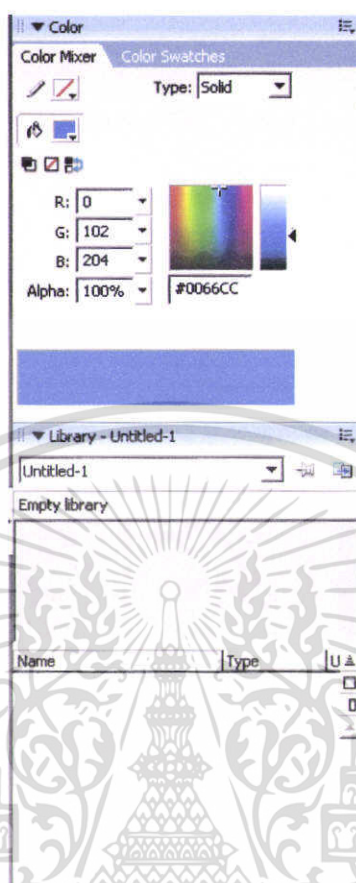 ▼ Color
Color Mixer Color Swatches
Type: Solid
R: 0
G: 102
B: 204
Alpha: 100% #0066CC
▼ Library - Untitled-1
Untitled-1
Empty library
Name Type U